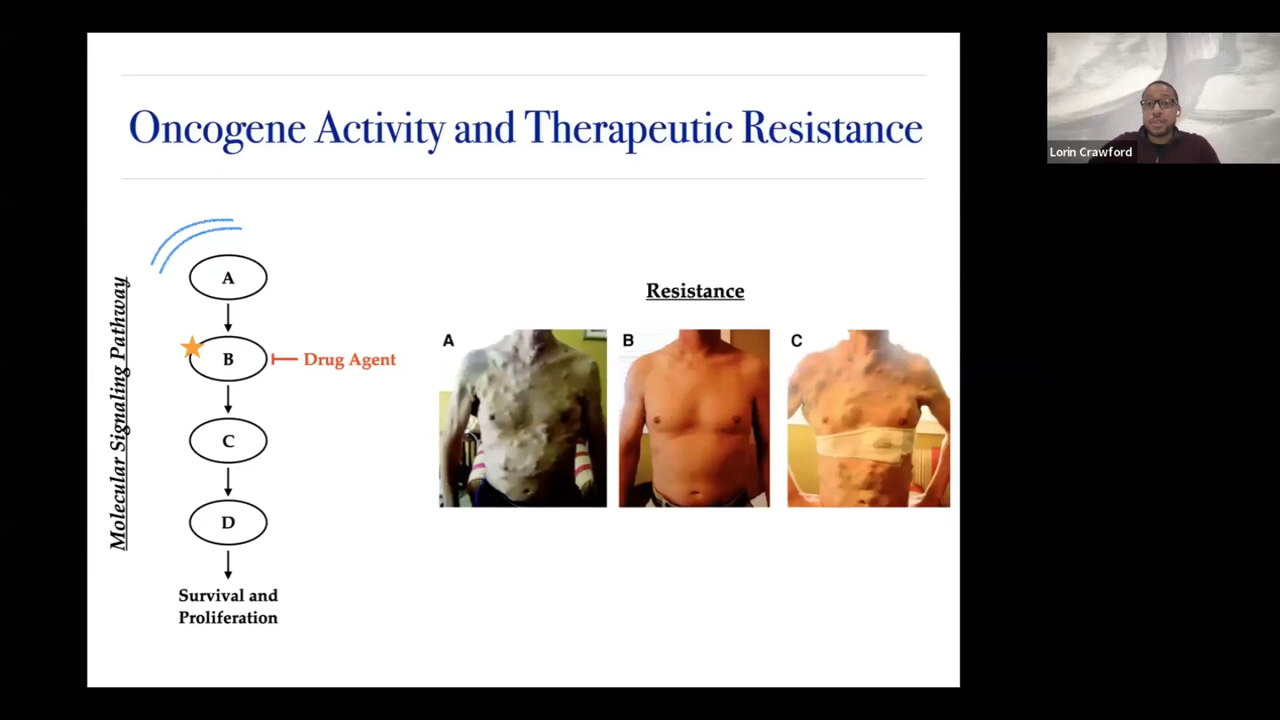 Oncogene Activity and Therapeutic Resistance
Molecular Signaling Pathway
A
B
Drug Agent
C
D
Survival and
Proliferation
Resistance
A
B
C
Lorin Crawford